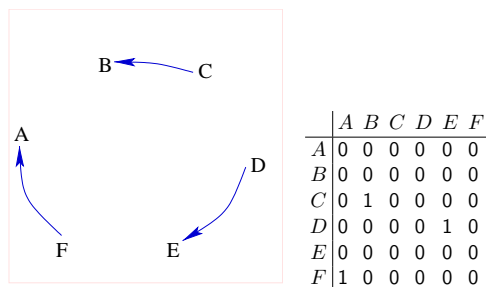 B C
A
D
F E
A B C D E F
A 0 0 0 0 0 0
B 0 0 0 0 0 0
C 0 1 0 0 0 0
D 0 0 0 0 1 0
E 0 0 0 0 0 0
F 1 0 0 0 0 0